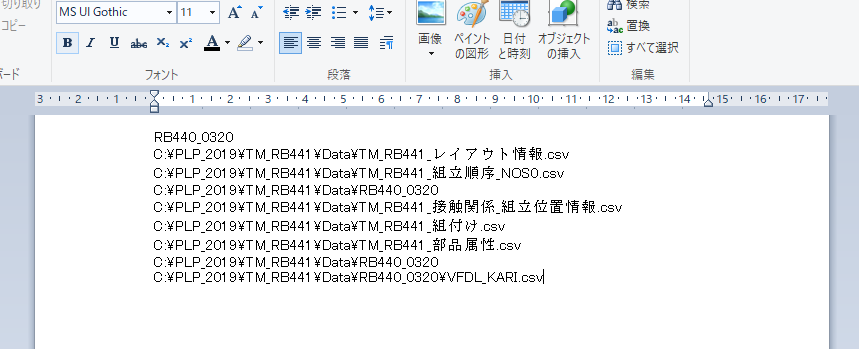 切り取り
コピー
ボード
MS UI Gothic
11
A A
B I U abc X₂ X² A
フォント
段落
画像
ペイント
の図形
日付
と時刻
オブジェクト
の挿入
挿入
検索
置換
すべて選択
編集
3 2 1 1 2 3 4 5 6 7 8 9 10 11 12 13 14 15 16 17
RB440_0320
C:¥PLP_2019¥TM_RB441¥Data¥TM_RB441_レイアウト情報.csv
C:¥PLP_2019¥TM_RB441¥Data¥TM_RB441_組立順序_NOS0.csv
C:¥PLP_2019¥TM_RB441¥Data¥RB440_0320
C:¥PLP_2019¥TM_RB441¥Data¥TM_RB441_接触関係_組立位置情報.csv
C:¥PLP_2019¥TM_RB441¥Data¥TM_RB441_組付け.csv
C:¥PLP_2019¥TM_RB441¥Data¥TM_RB441_部品属性.csv
C:¥PLP_2019¥TM_RB441¥Data¥RB440_0320
C:¥PLP_2019¥TM_RB441¥Data¥RB440_0320¥VFDL_KARI.csv